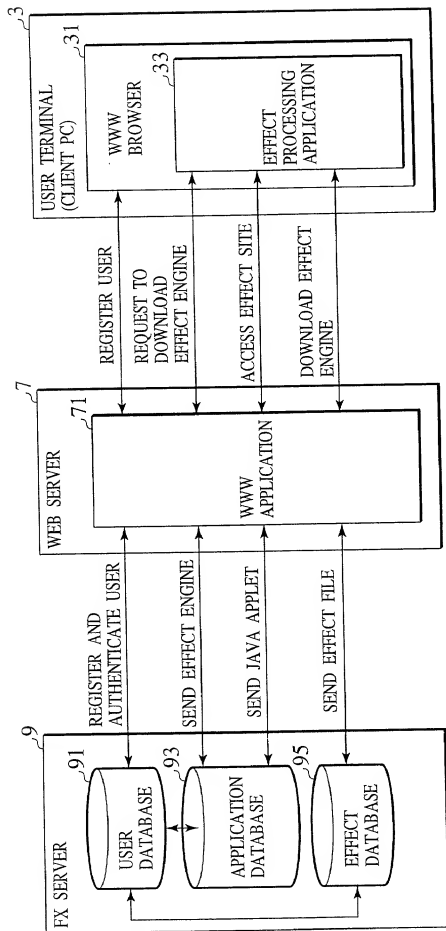 FX SERVER
9
91
USER
DATABASE
93
APPLICATION
DATABASE
95
EFFECT
DATABASE
REGISTER AND
AUTHENTICATE USER
SEND EFFECT ENGINE
SEND JAVA APPLET
SEND EFFECT FILE
WEB SERVER
7
71
WWW
APPLICATION
REGISTER USER
REQUEST TO
DOWNLOAD
EFFECT ENGINE
ACCESS EFFECT SITE
DOWNLOAD EFFECT
ENGINE
USER TERMINAL
(CLIENT PC)
3
31
WWW
BROWSER
33
EFFECT
PROCESSING
APPLICATION